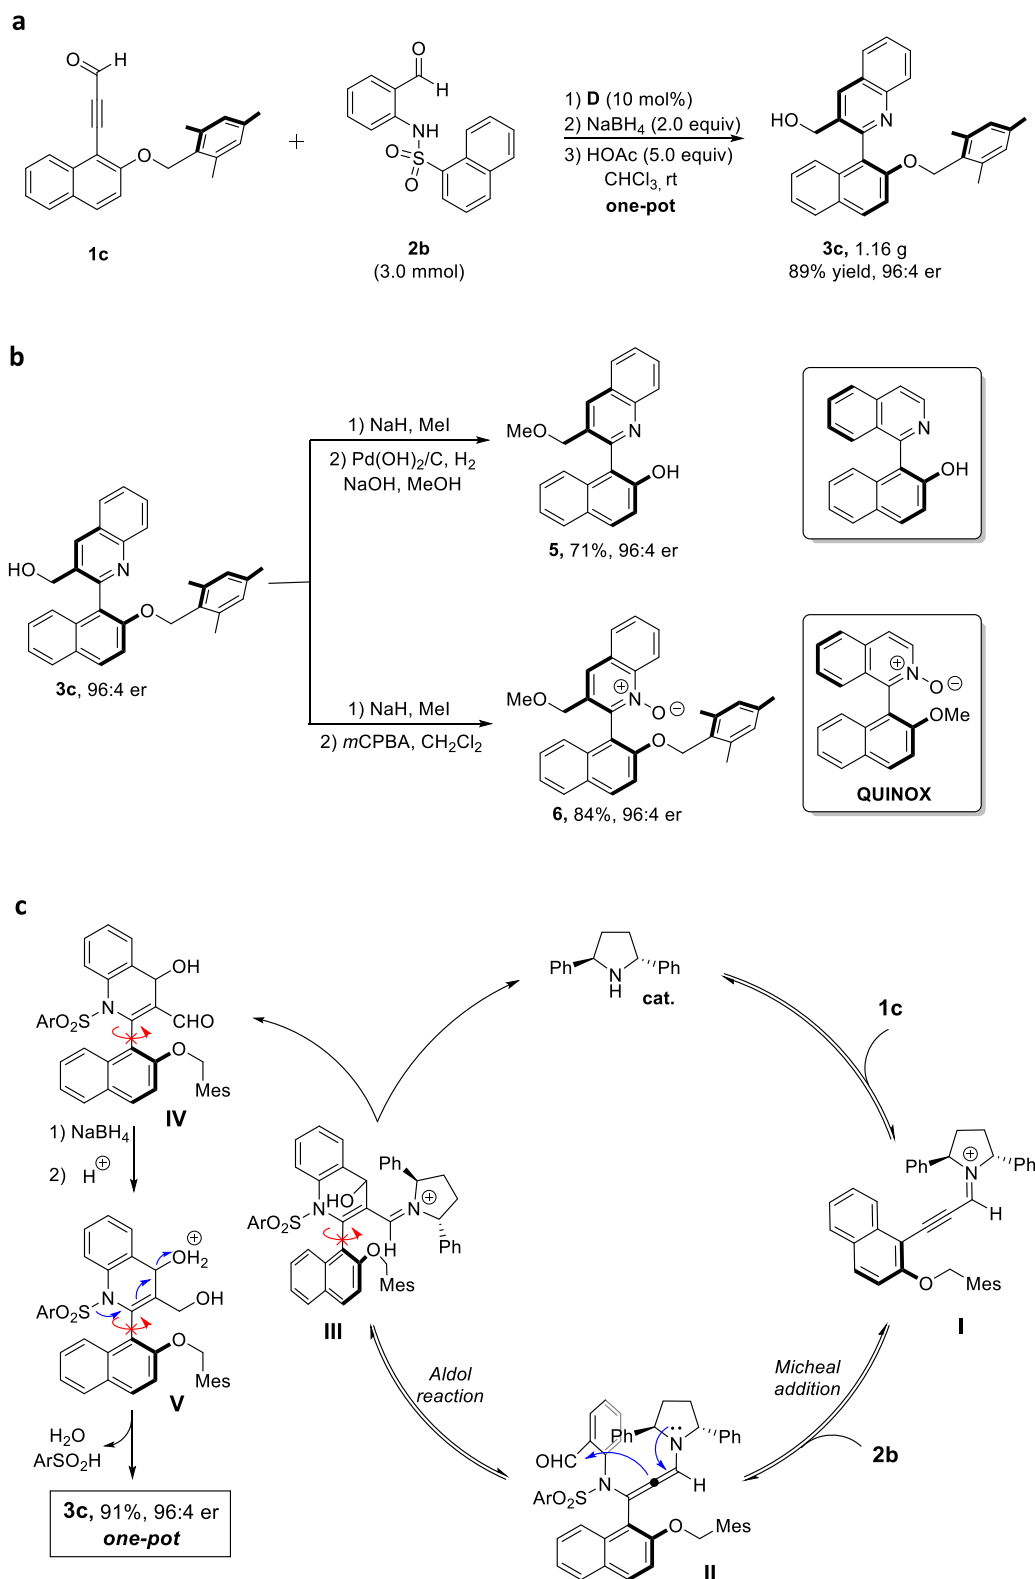 a
O
H
O
1c
+
O
H
NH
O
S
O
2b
(3.0 mmol)
1) D (10 mol%)
2) NaBH4 (2.0 equiv)
3) HOAc (5.0 equiv)
CHCl3, rt
one-pot
HO
N
O
3c, 1.16 g
89% yield, 96:4 er
b
HO
N
O
3c, 96:4 er
1) NaH, MeI
2) Pd(OH)2/C, H2
NaOH, MeOH
MeO
N
OH
5, 71%, 96:4 er
N
OH
1) NaH, MeI
2) mCPBA, CH2Cl2
MeO
N
+
O
−
O
6, 84%, 96:4 er
N
+
O
−
OMe
QUINOX
c
OH
N
ArO2S
CHO
O
Mes
IV
1) NaBH4
2) H+
OH2
+
N
ArO2S
OH
O
Mes
V
H2O
ArSO2H
3c, 91%, 96:4 er
one-pot
Ph
N
H
Ph
cat.
1c
Ph
HO
N
N
+
ArO2S
H
Ph
O
Mes
III
Ph
+
N
Ph
H
O
Mes
I
Aldol
reaction
Micheal
addition
2b
Ph
N
Ph
CHO
N
H
ArO2S
O
Mes
II